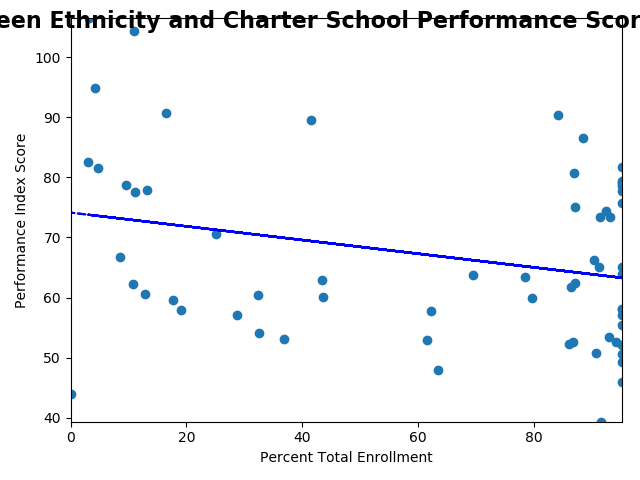 een Ethnicity and Charter School Performance Scor
100
90
80
70
60
50
40
Performance Index Score
0 20 40 60 80
Percent Total Enrollment